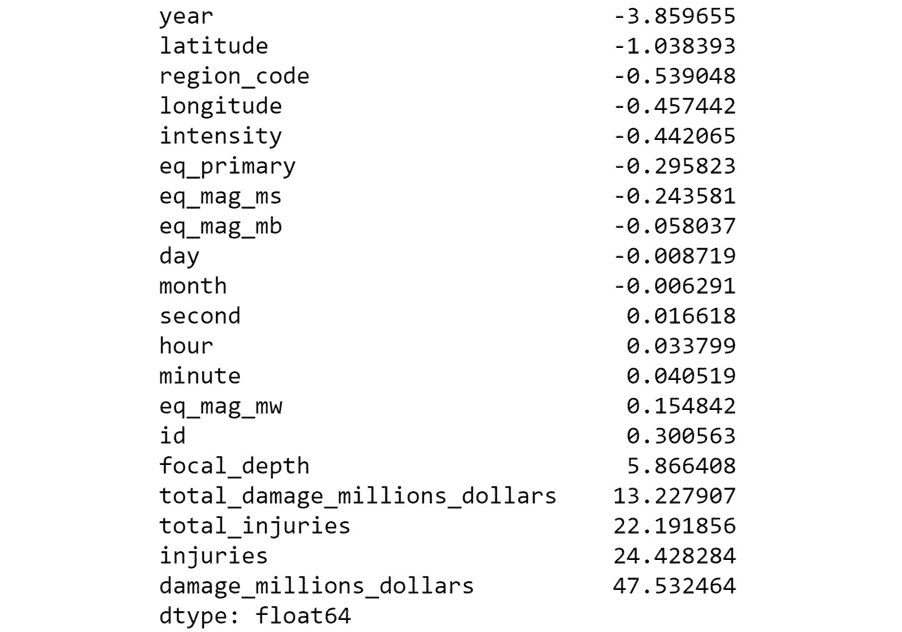 year -3.859655
latitude -1.038393
region_code -0.539048
longitude -0.457442
intensity -0.442065
eq_primary -0.295823
eq_mag_ms -0.243581
eq_mag_mb -0.058037
day -0.008719
month -0.006291
second 0.016618
hour 0.033799
minute 0.040519
eq_mag_mw 0.154842
id 0.300563
focal_depth 5.866408
total_damage_millions_dollars 13.227907
total_injuries 22.191856
injuries 24.428284
damage_millions_dollars 47.532464
dtype: float64